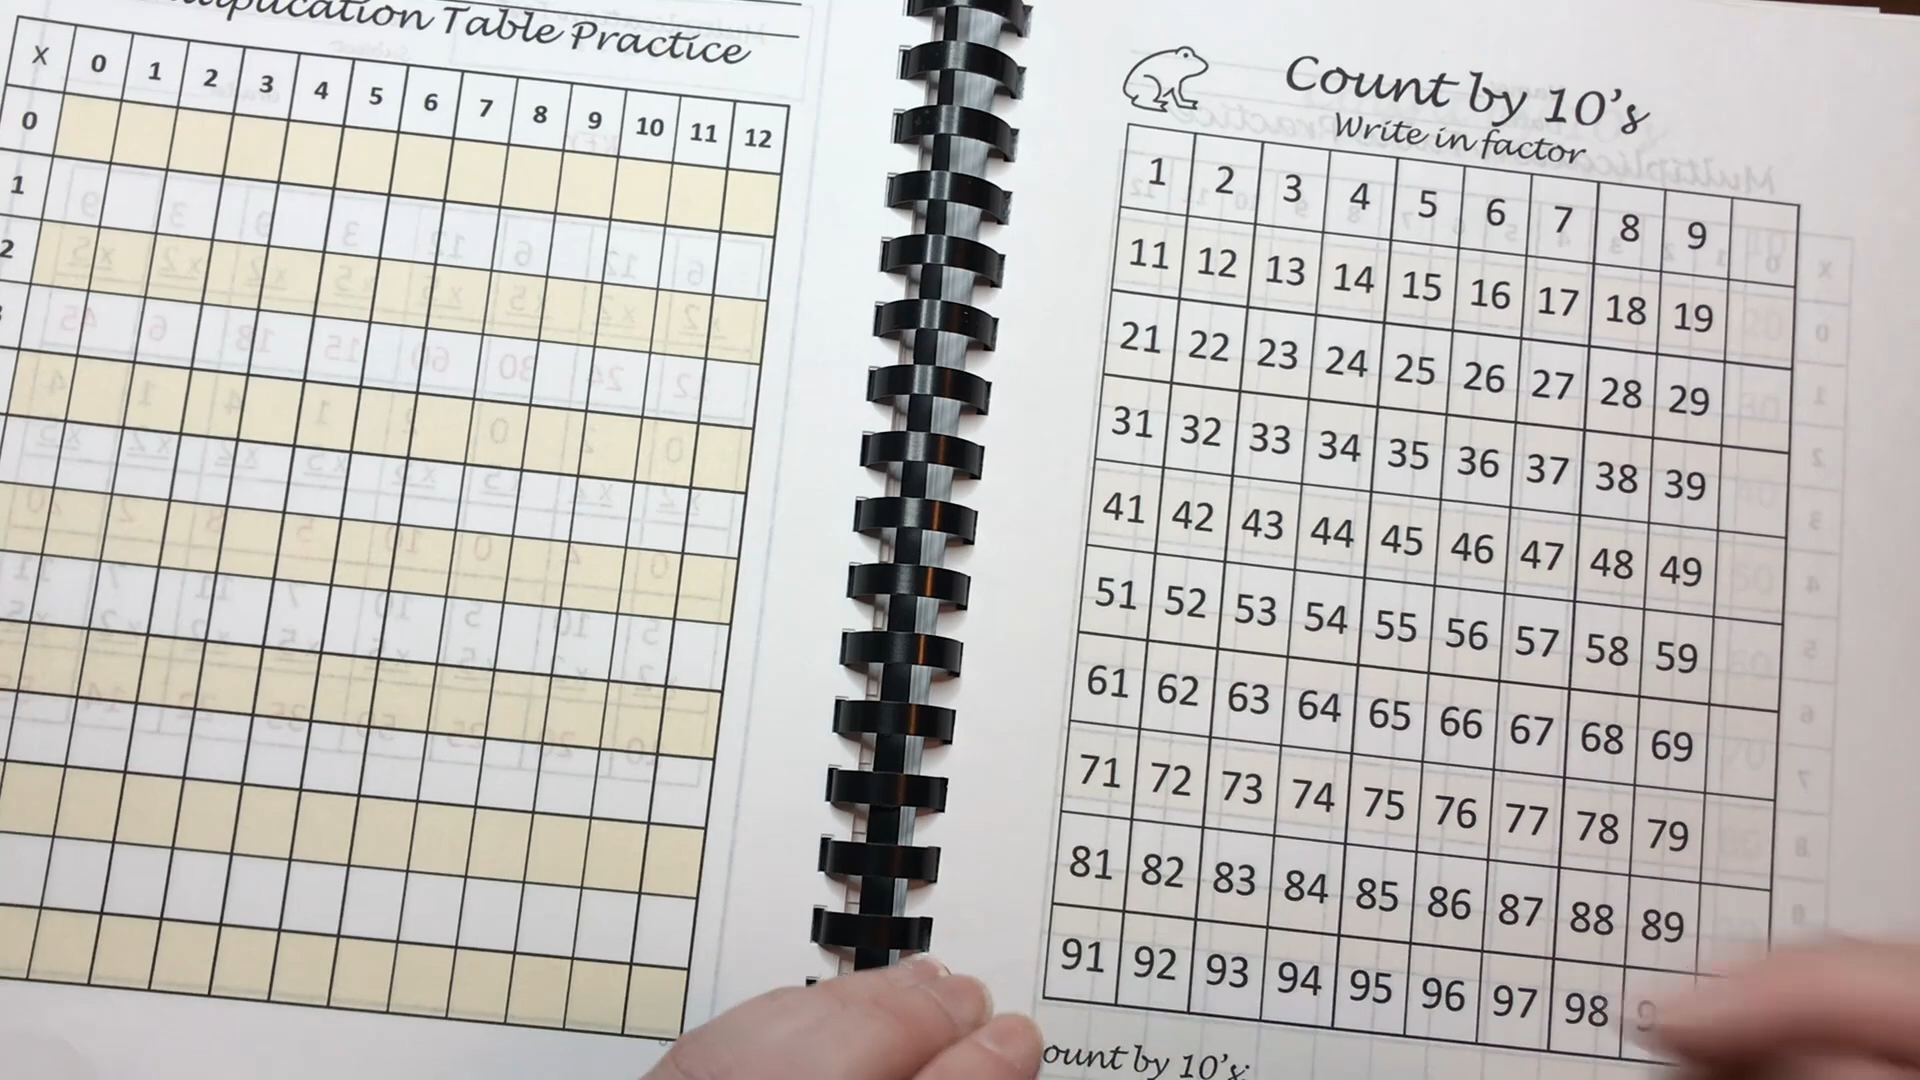 Table Practice
X 0 1 2 3 4 5 6 7 8 9 10 11 12
0
1
2
Count by 10's
Write in factor
1 2 3 4 5 6 7 8 9
11 12 13 14 15 16 17 18 19
21 22 23 24 25 26 27 28 29
31 32 33 34 35 36 37 38 39
41 42 43 44 45 46 47 48 49
51 52 53 54 55 56 57 58 59
61 62 63 64 65 66 67 68 69
71 72 73 74 75 76 77 78 79
81 82 83 84 85 86 87 88 89
91 92 93 94 95 96 97 98
ount by 10's: